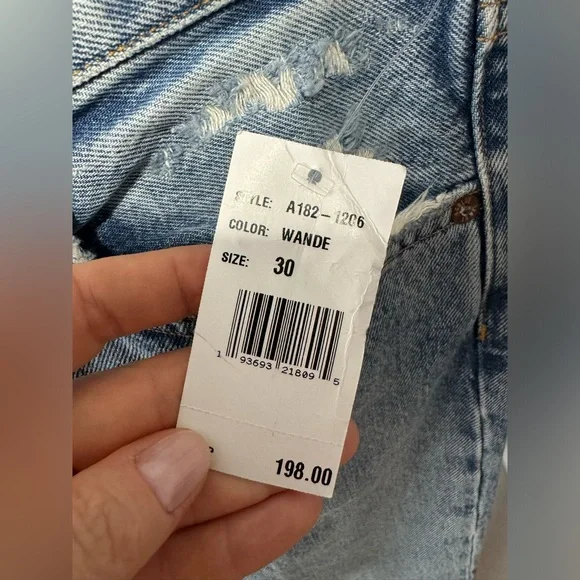 STYLE: A182-1206
COLOR: WANDE
SIZE: 30
1 93693 21809 5
198.00